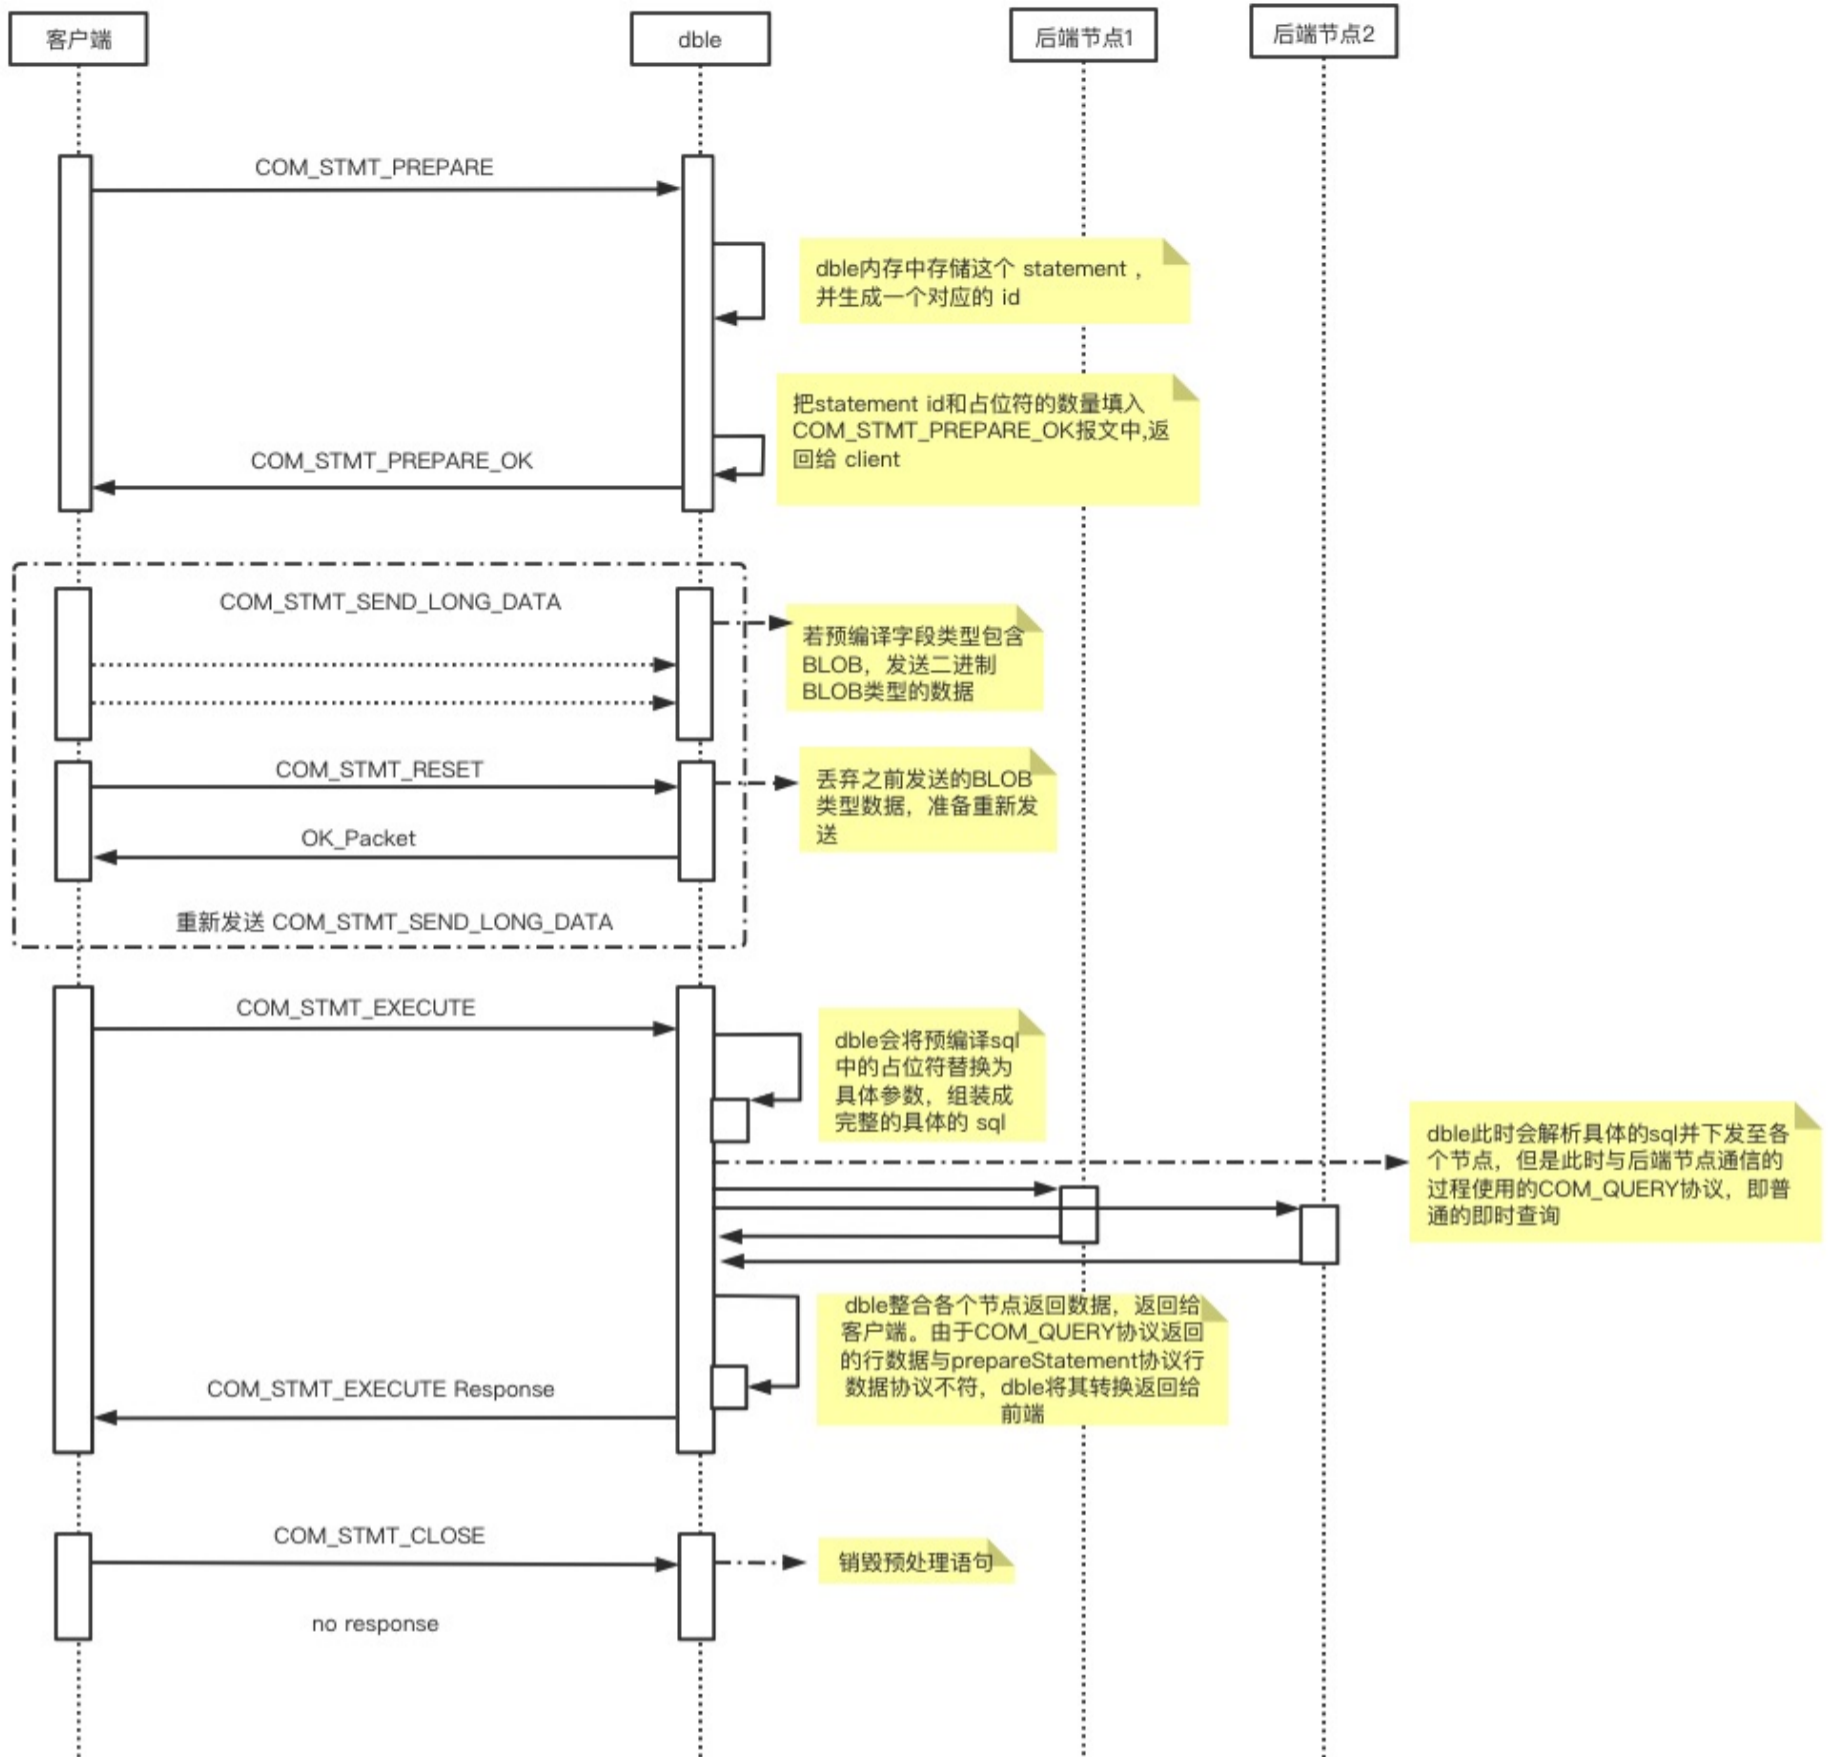 客户端
dble
后端节点1
后端节点2
COM_STMT_PREPARE
dble内存中存储这个 statement ，
并生成一个对应的 id
把statement id和占位符的数量填入
COM_STMT_PREPARE_OK报文中,返
回给 client
COM_STMT_PREPARE_OK
COM_STMT_SEND_LONG_DATA
若预编译字段类型包含
BLOB，发送二进制
BLOB类型的数据
COM_STMT_RESET
丢弃之前发送的BLOB
类型数据，准备重新发
送
OK_Packet
重新发送 COM_STMT_SEND_LONG_DATA
COM_STMT_EXECUTE
dble会将预编译sql
中的占位符替换为
具体参数，组装成
完整的具体的 sql
dble此时会解析具体的sql并下发至各
个节点，但是此时与后端节点通信的
过程使用的COM_QUERY协议，即普
通的即时查询
dble整合各个节点返回数据，返回给
客户端。由于COM_QUERY协议返回
的行数据与prepareStatement协议行
数据协议不符，dble将其转换返回给
前端
COM_STMT_EXECUTE Response
COM_STMT_CLOSE
销毁预处理语句
no response